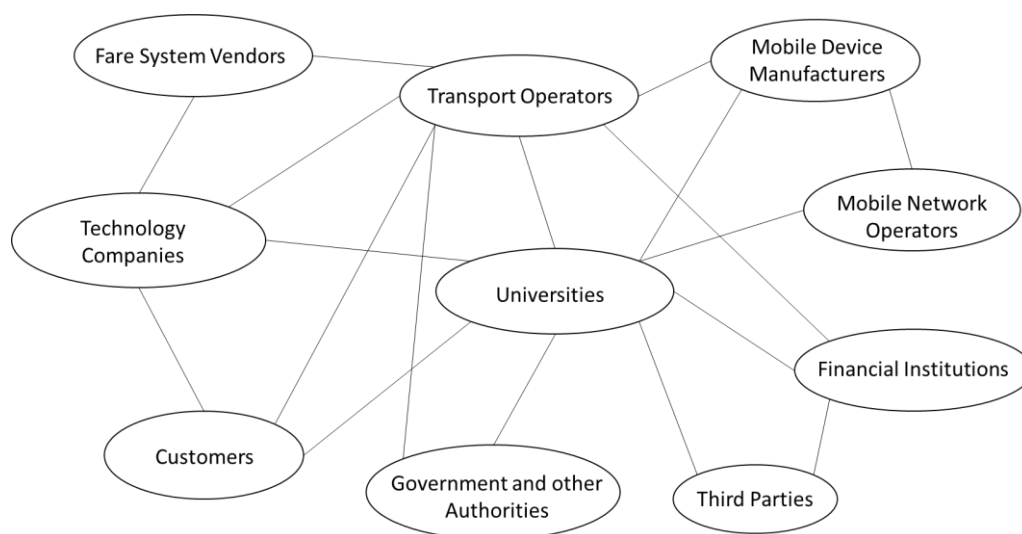 Fare System Vendors
Transport Operators
Mobile Device
Manufacturers
Technology
Companies
Mobile Network
Operators
Universities
Financial Institutions
Customers
Government and other
Authorities
Third Parties